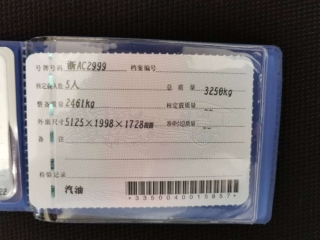 号牌号码 浙AC2999 档案编号
核定载人数 5人 总质量 3250kg
整备质量 2461kg 核定载质量 --
外廓尺寸 5125×1998×1728mm 准牵引总质量 --
备注
检验记录
汽油
*3350040015857*